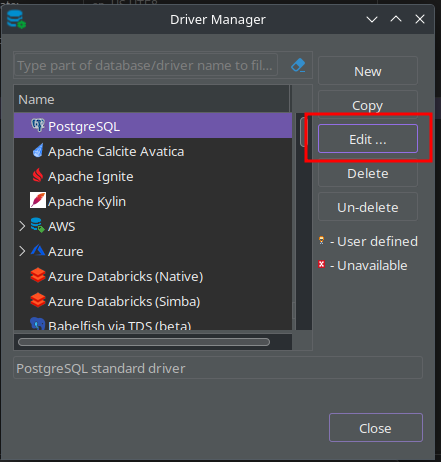 Driver Manager
Type part of database/driver name to fil...
New
Name
Copy
PostgreSQL
Edit ...
Apache Calcite Avatica
Delete
Apache Ignite
Apache Kylin
Un-delete
AWS
- User defined
Azure
- Unavailable
Azure Databricks (Native)
Azure Databricks (Simba)
Babelfish via TDS (beta)
PostgreSQL standard driver
Close